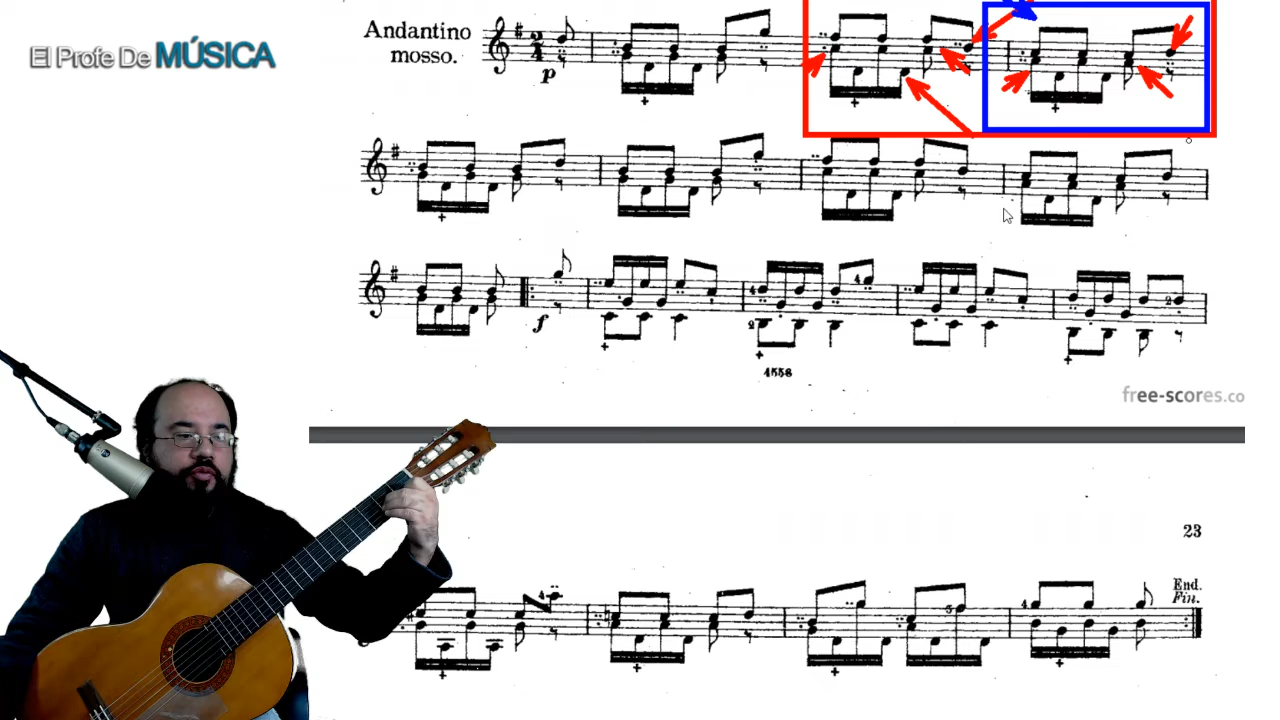 El Profe De MÚSICA
Andantino
mosso.
p
f
4558
free-scores.co
23
End.
Fin.